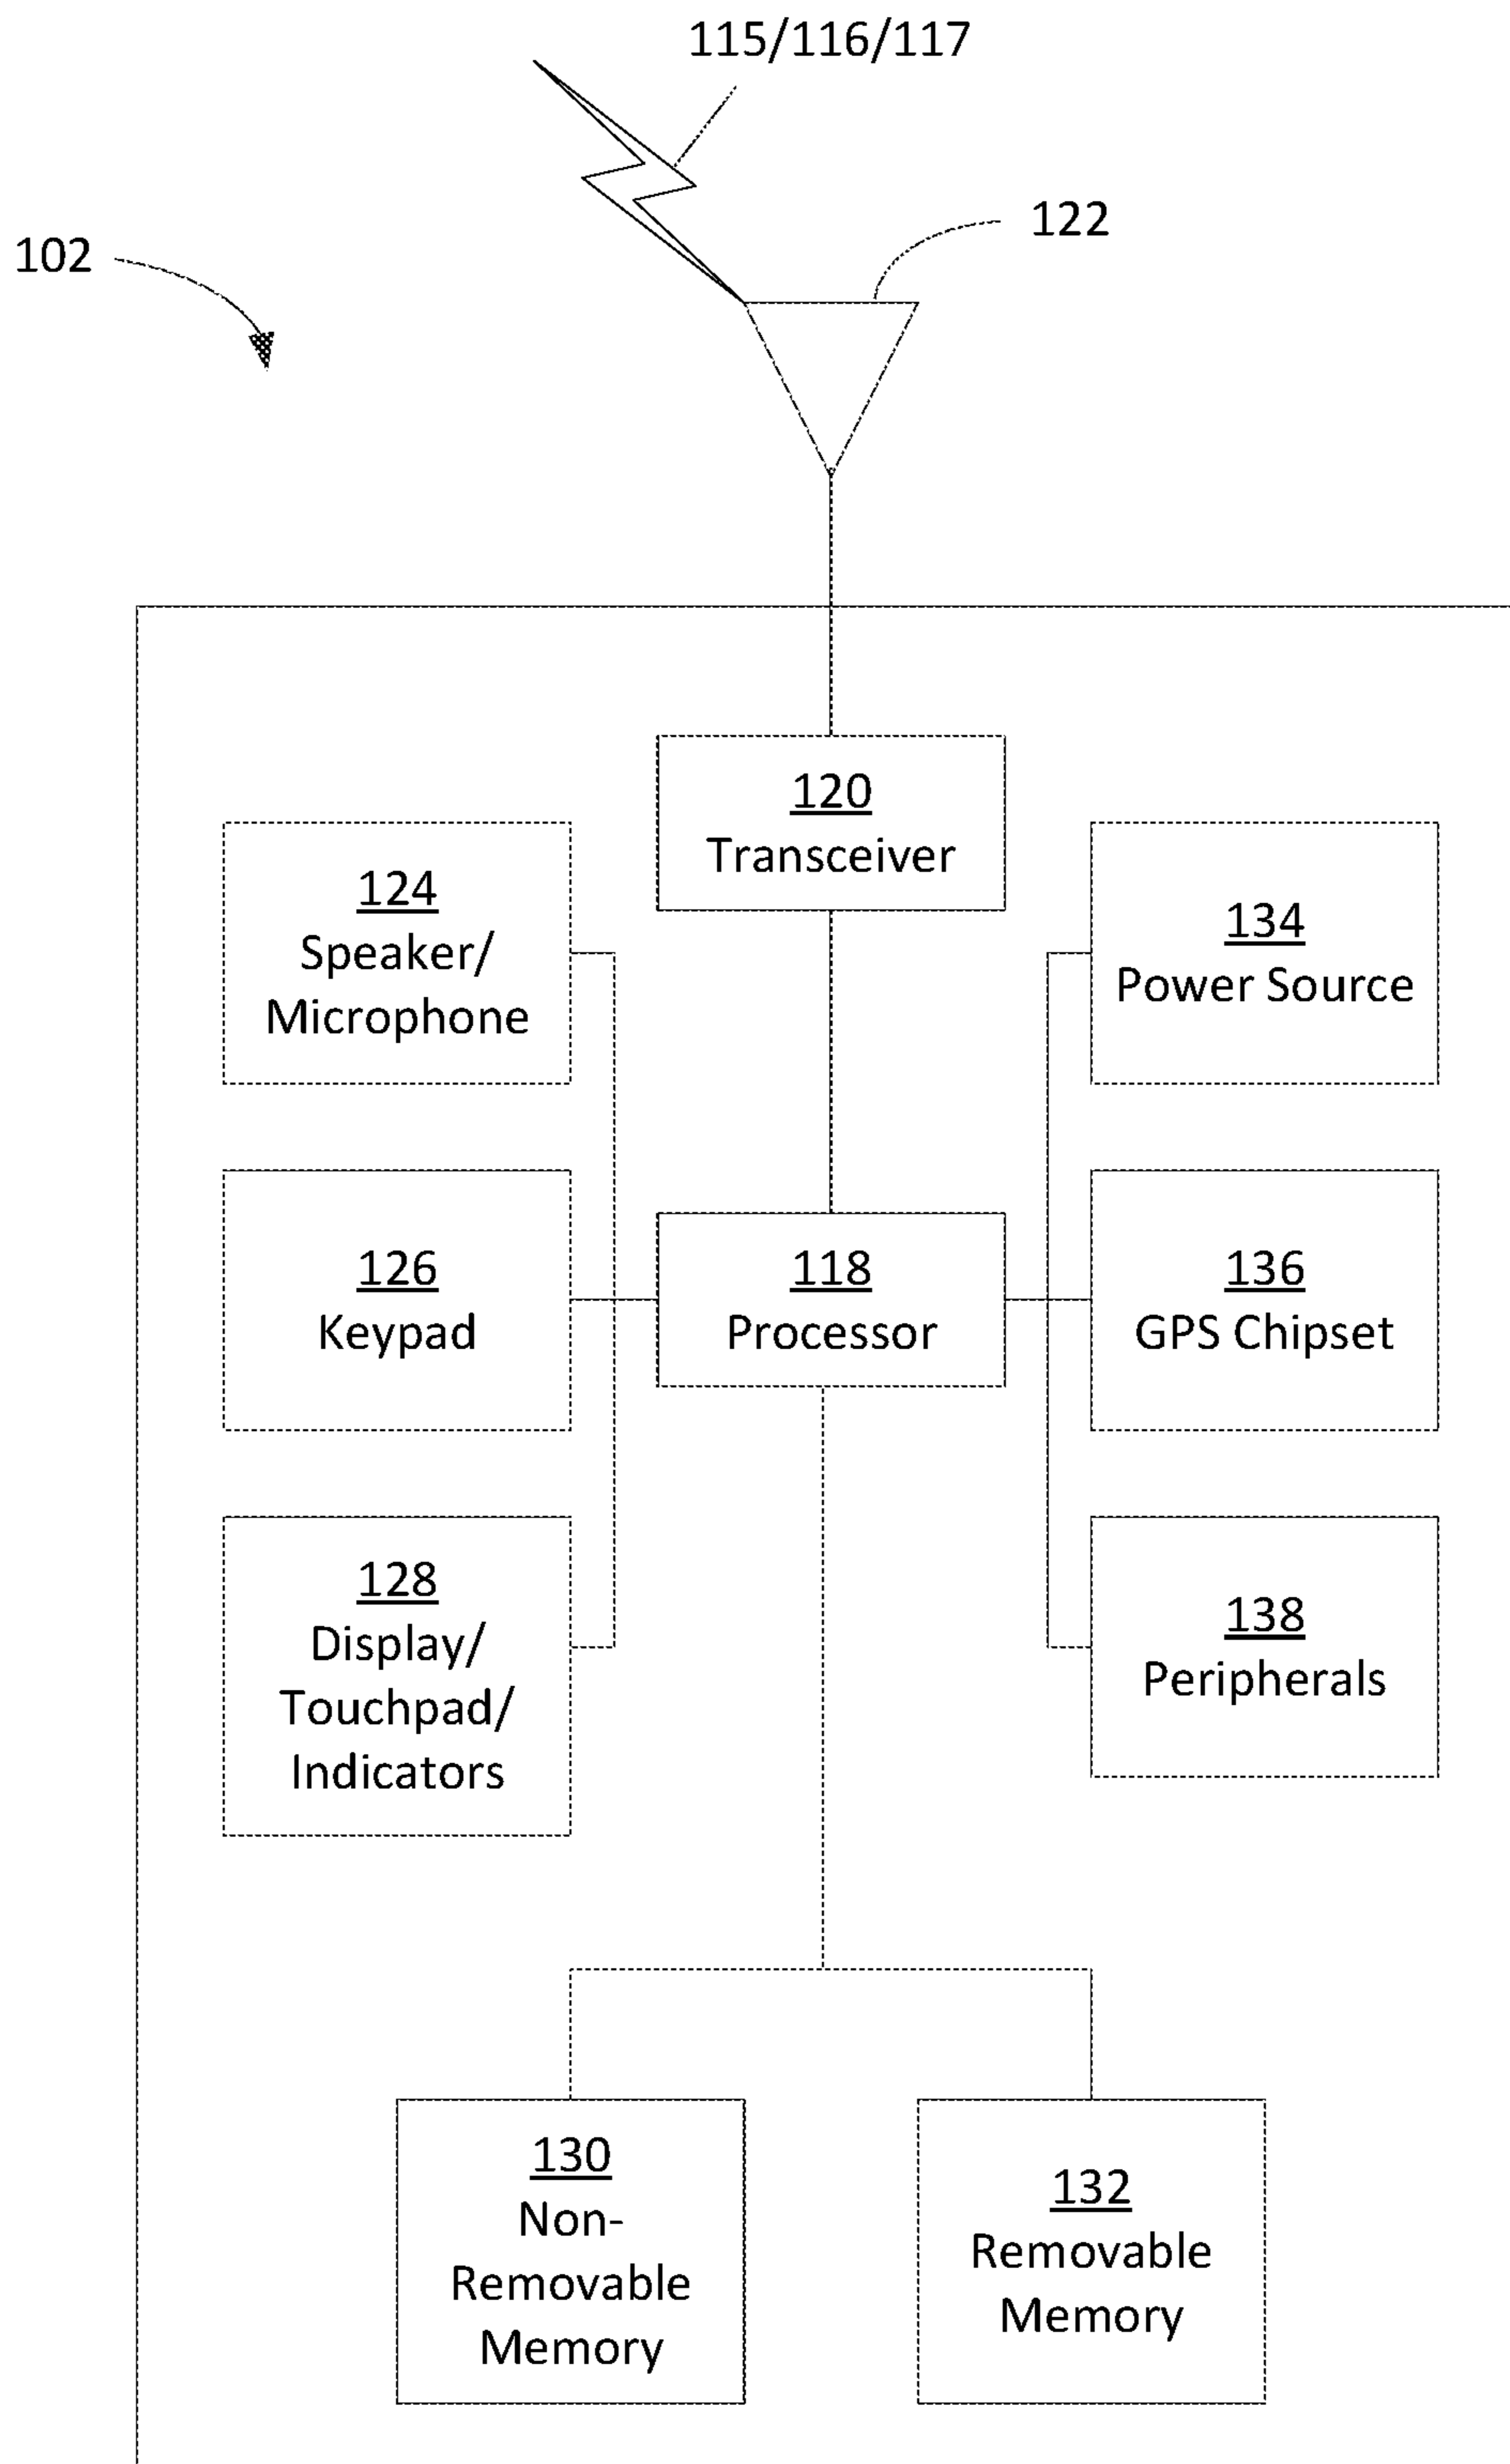 115/116/117
122
102
120
Transceiver
124
Speaker/
Microphone
134
Power Source
126
Keypad
118
Processor
136
GPS Chipset
128
Display/
Touchpad/
Indicators
138
Peripherals
130
Non-
Removable
Memory
132
Removable
Memory